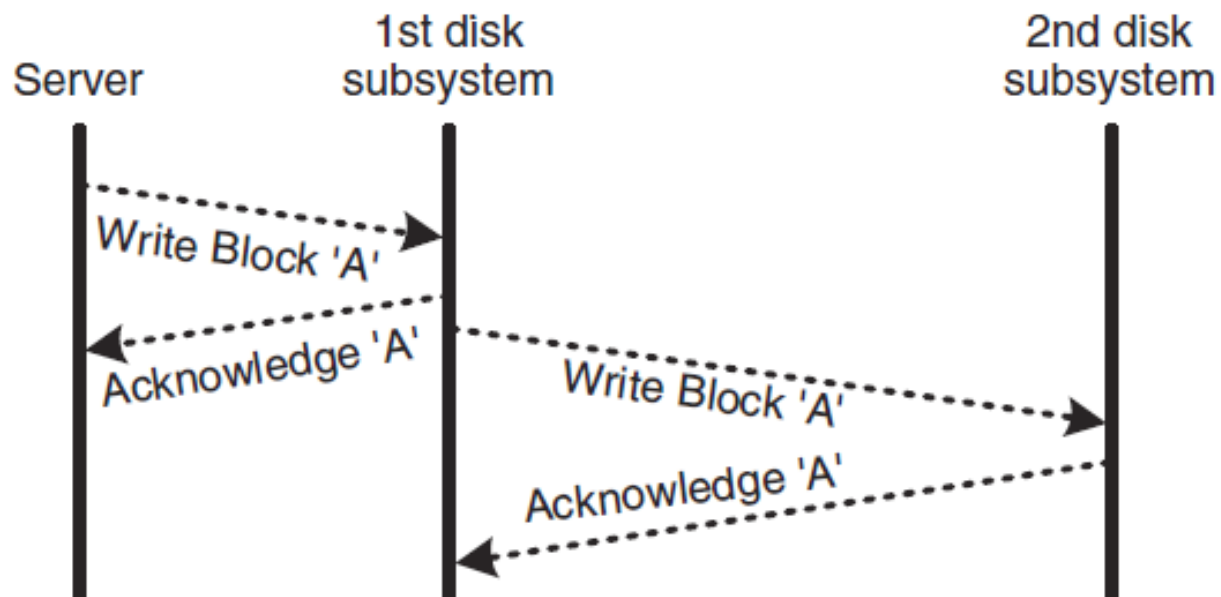 Server
1st disk
subsystem
2nd disk
subsystem
Write Block 'A'
Acknowledge 'A'
Write Block 'A'
Acknowledge 'A'